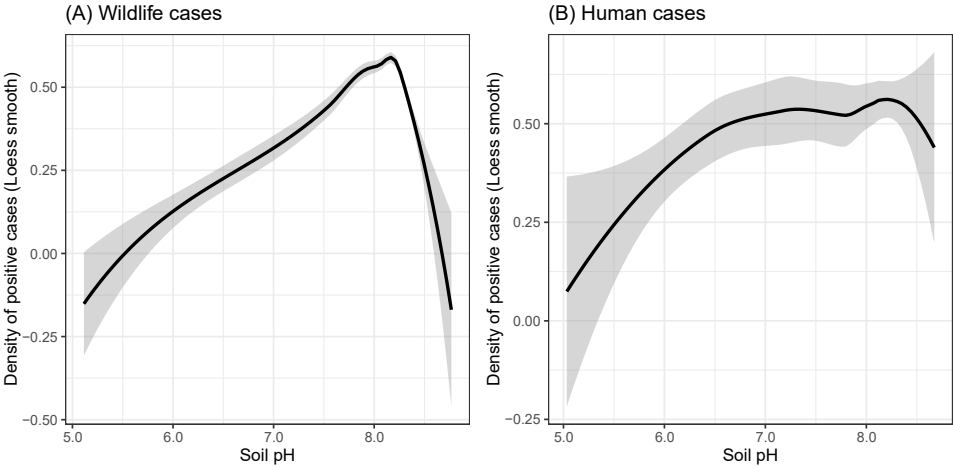 (A) Wildlife cases
Density of positive cases (Loess smooth)
0.50
0.25
0.00
−0.25
−0.50
5.0 6.0 7.0 8.0
Soil pH
(B) Human cases
Density of positive cases (Loess smooth)
0.50
0.25
0.00
−0.25
5.0 6.0 7.0 8.0
Soil pH